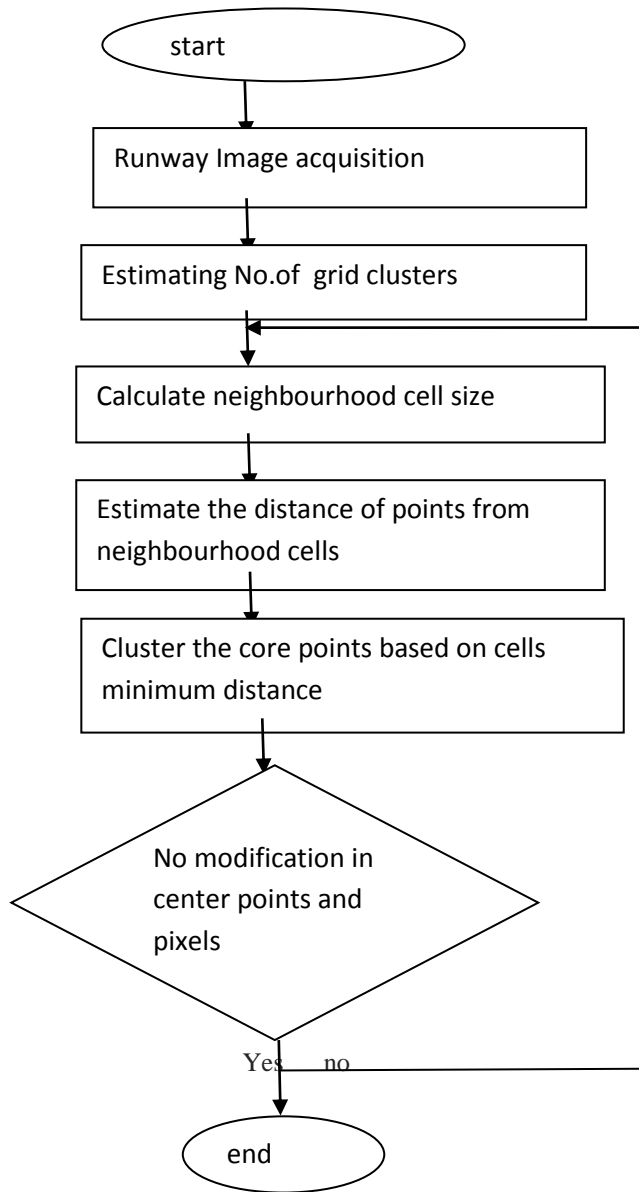 start
Runway Image acquisition
Estimating No.of grid clusters
Calculate neighbourhood cell size
Estimate the distance of points from
neighbourhood cells
Cluster the core points based on cells
minimum distance
No modification in
center points and
pixels
Yes no
end